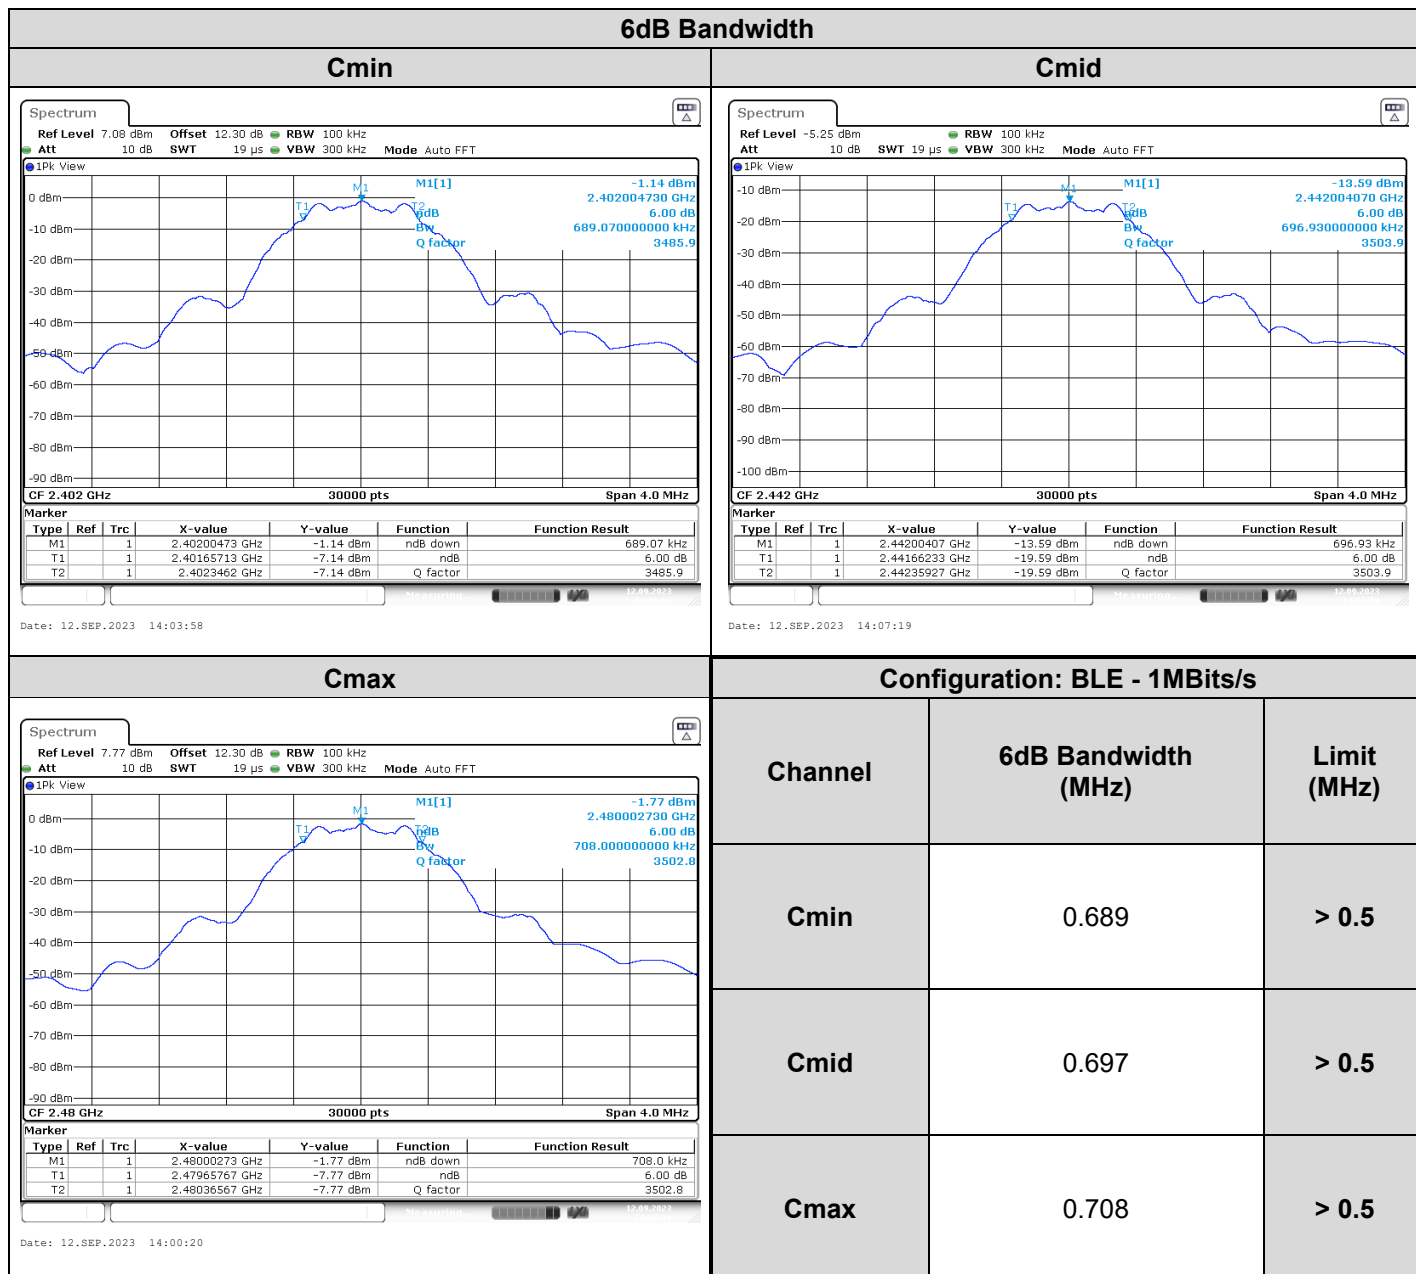 6dB Bandwidth
Cmin
Spectrum
Ref Level 7.08 dBm Offset 12.30 dB RBW 100 kHz
Att 10 dB SWT 19 µs VBW 300 kHz Mode Auto FFT
1Pk View
M1[1] -1.14 dBm
2.402004730 GHz
ndB 6.00 dB
Bw 689.070000000 kHz
Q factor 3485.9
M1
T1
T2
0 dBm
-10 dBm
-20 dBm
-30 dBm
-40 dBm
-50 dBm
-60 dBm
-70 dBm
-80 dBm
-90 dBm
CF 2.402 GHz 30000 pts Span 4.0 MHz
Marker
Type Ref Trc X-value Y-value Function Function Result
M1 1 2.40200473 GHz -1.14 dBm ndB down 689.07 kHz
T1 1 2.40165713 GHz -7.14 dBm ndB 6.00 dB
T2 1 2.4023462 GHz -7.14 dBm Q factor 3485.9
Measuring... 12.09.2023
Date: 12.SEP.2023 14:03:58
Cmid
Spectrum
Ref Level -5.25 dBm RBW 100 kHz
Att 10 dB SWT 19 µs VBW 300 kHz Mode Auto FFT
1Pk View
M1[1] -13.59 dBm
2.442004070 GHz
ndB 6.00 dB
Bw 696.930000000 kHz
Q factor 3503.9
M1
T1
T2
-10 dBm
-20 dBm
-30 dBm
-40 dBm
-50 dBm
-60 dBm
-70 dBm
-80 dBm
-90 dBm
-100 dBm
CF 2.442 GHz 30000 pts Span 4.0 MHz
Marker
Type Ref Trc X-value Y-value Function Function Result
M1 1 2.44200407 GHz -13.59 dBm ndB down 696.93 kHz
T1 1 2.44166233 GHz -19.59 dBm ndB 6.00 dB
T2 1 2.44235927 GHz -19.59 dBm Q factor 3503.9
Measuring... 12.09.2023
Date: 12.SEP.2023 14:07:19
Cmax
Spectrum
Ref Level 7.77 dBm Offset 12.30 dB RBW 100 kHz
Att 10 dB SWT 19 µs VBW 300 kHz Mode Auto FFT
1Pk View
M1[1] -1.77 dBm
2.480002730 GHz
ndB 6.00 dB
Bw 708.000000000 kHz
Q factor 3502.8
M1
T1
T2
0 dBm
-10 dBm
-20 dBm
-30 dBm
-40 dBm
-50 dBm
-60 dBm
-70 dBm
-80 dBm
-90 dBm
CF 2.48 GHz 30000 pts Span 4.0 MHz
Marker
Type Ref Trc X-value Y-value Function Function Result
M1 1 2.48000273 GHz -1.77 dBm ndB down 708.0 kHz
T1 1 2.47965767 GHz -7.77 dBm ndB 6.00 dB
T2 1 2.48036567 GHz -7.77 dBm Q factor 3502.8
Measuring... 12.09.2023
Date: 12.SEP.2023 14:00:20
Configuration: BLE - 1MBits/s
Channel 6dB Bandwidth (MHz) Limit (MHz)
Cmin 0.689 > 0.5
Cmid 0.697 > 0.5
Cmax 0.708 > 0.5